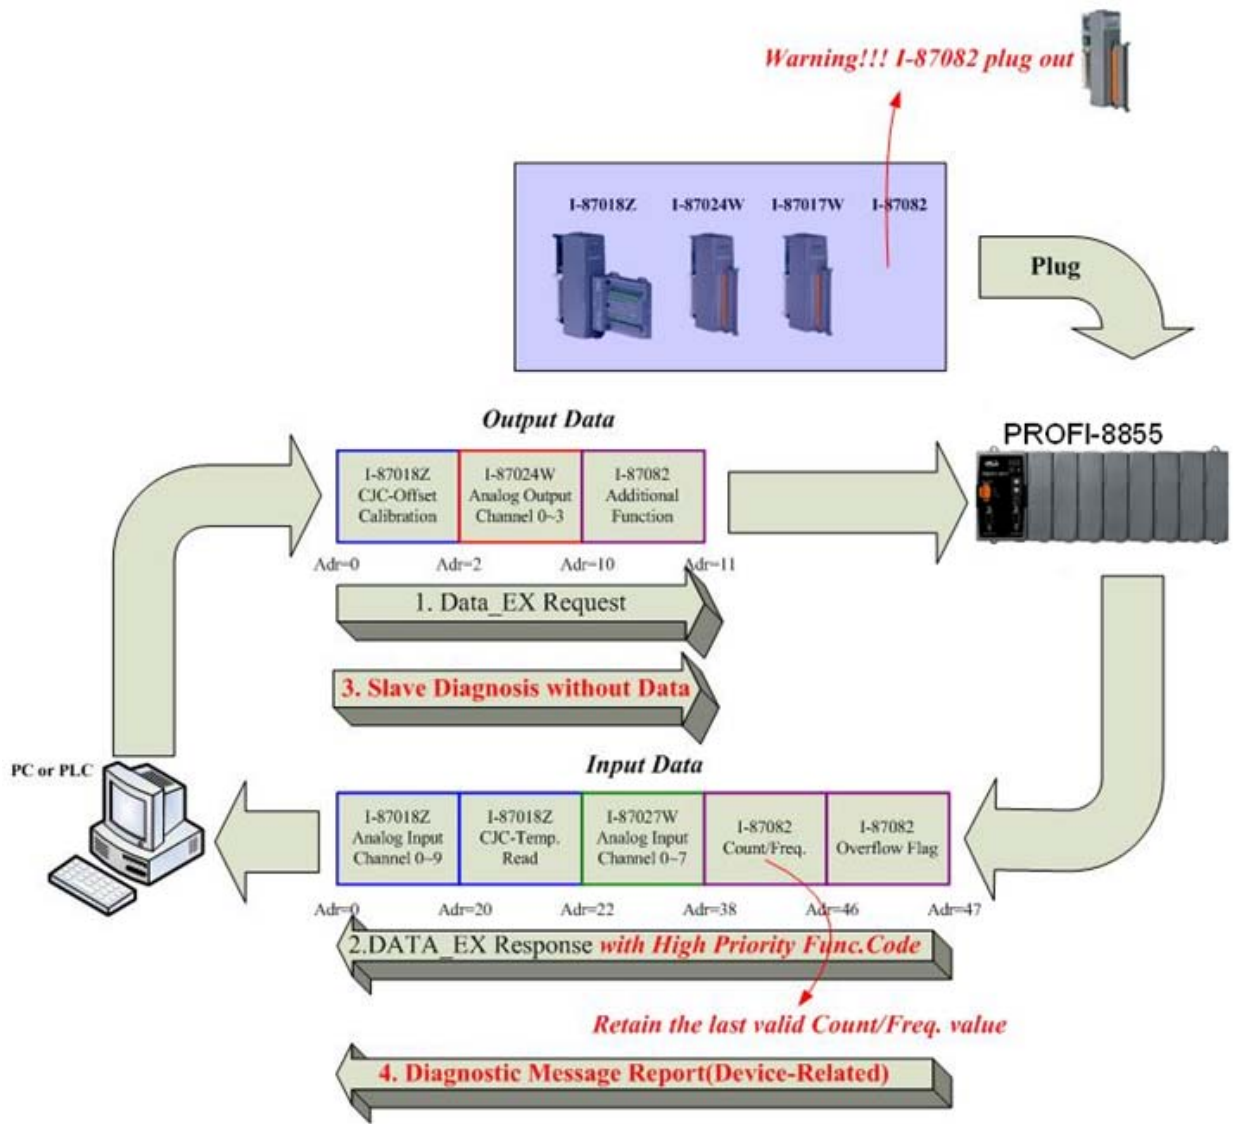 Warning!!! I-87082 plug out
I-87018Z I-87024W I-87017W I-87082
Plug
Output Data
PROFI-8855
I-87018Z
CJC-Offset
Calibration
I-87024W
Analog Output
Channel 0~3
I-87082
Additional
Function
Adr=0 Adr=2 Adr=10 Adr=11
1. Data_EX Request
3. Slave Diagnosis without Data
PC or PLC
Input Data
I-87018Z
Analog Input
Channel 0~9
I-87018Z
CJC-Temp.
Read
I-87027W
Analog Input
Channel 0~7
I-87082
Count/Freq.
I-87082
Overflow Flag
Adr=0 Adr=20 Adr=22 Adr=38 Adr=46 Adr=47
2.DATA_EX Response with High Priority Func.Code
Retain the last valid Count/Freq. value
4. Diagnostic Message Report(Device-Related)